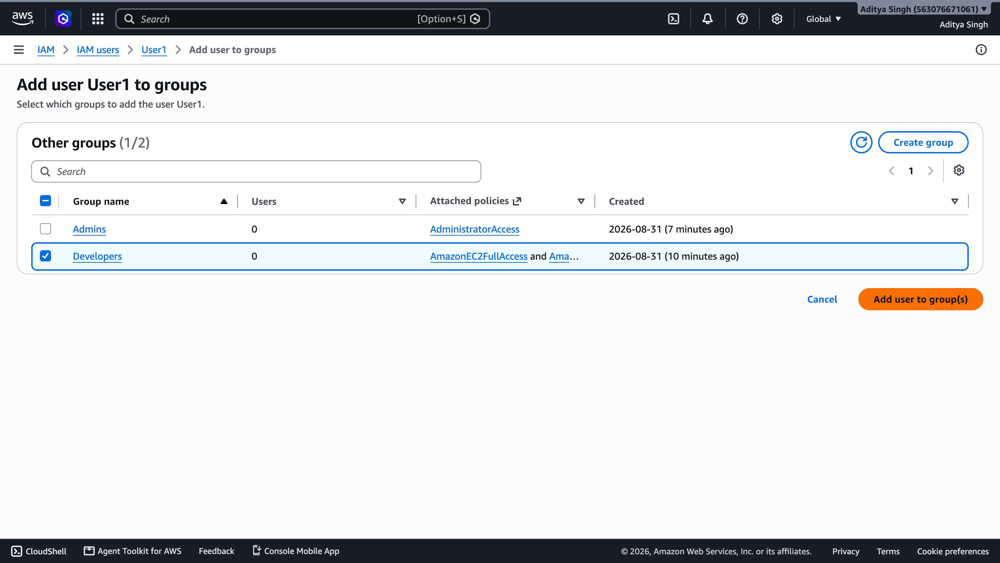 aws
Search [Option+S]
Global
Aditya Singh (563076671061)
Aditya Singh
IAM
IAM users
User1
Add user to groups
Add user User1 to groups
Select which groups to add the user User1.
Other groups (1/2)
Create group
Search
1
Group name Users Attached policies Created
Admins 0 AdministratorAccess 2026-08-31 (7 minutes ago)
Developers 0 AmazonEC2FullAccess and Ama... 2026-08-31 (10 minutes ago)
Cancel
Add user to group(s)
CloudShell Agent Toolkit for AWS Feedback Console Mobile App © 2026, Amazon Web Services, Inc. or its affiliates. Privacy Terms Cookie preferences